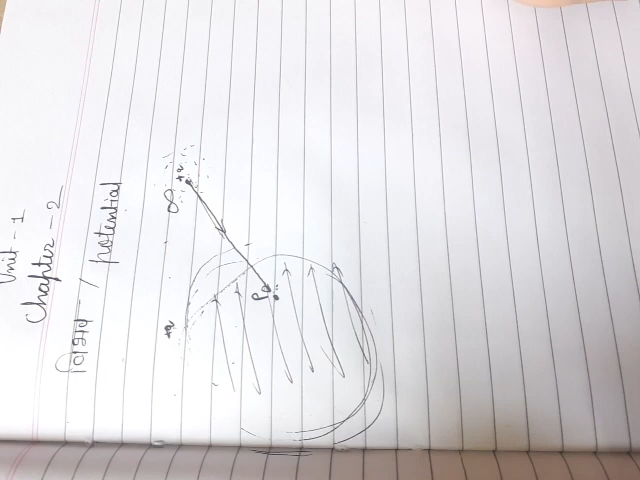 Unit - 1
Chapter - 2
विभव / potential
∞
+q
+q
P